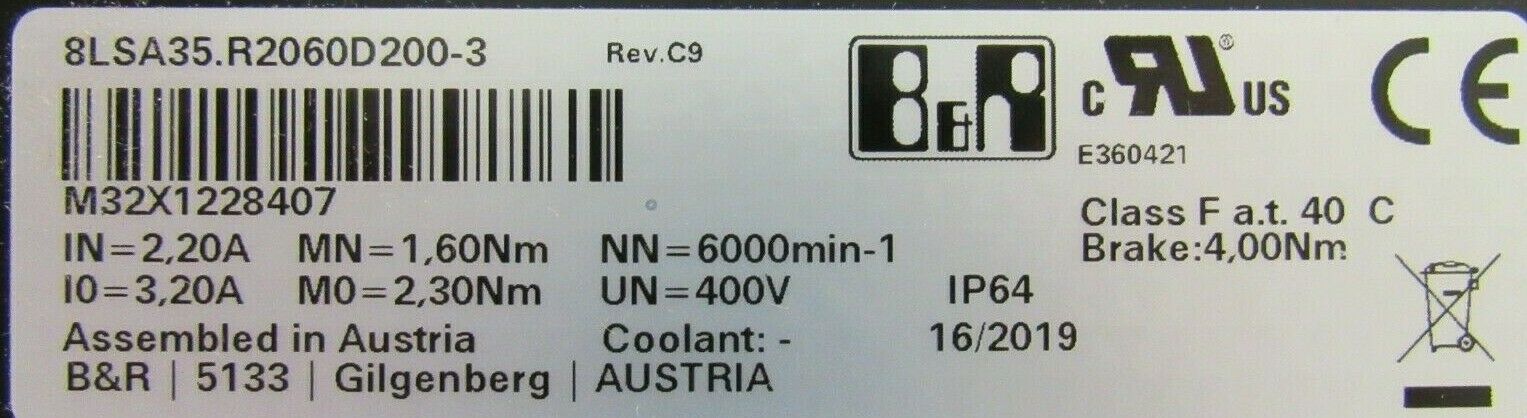 8LSA35.R2060D200-3 Rev.C9
B&R
c RU ® US
CE
E360421
M32X1228407
Class F a.t. 40 C
IN=2,20A MN=1,60Nm NN=6000min-1
Brake:4,00Nm
I0=3,20A M0=2,30Nm UN=400V IP64
Assembled in Austria Coolant: - 16/2019
B&R | 5133 | Gilgenberg | AUSTRIA